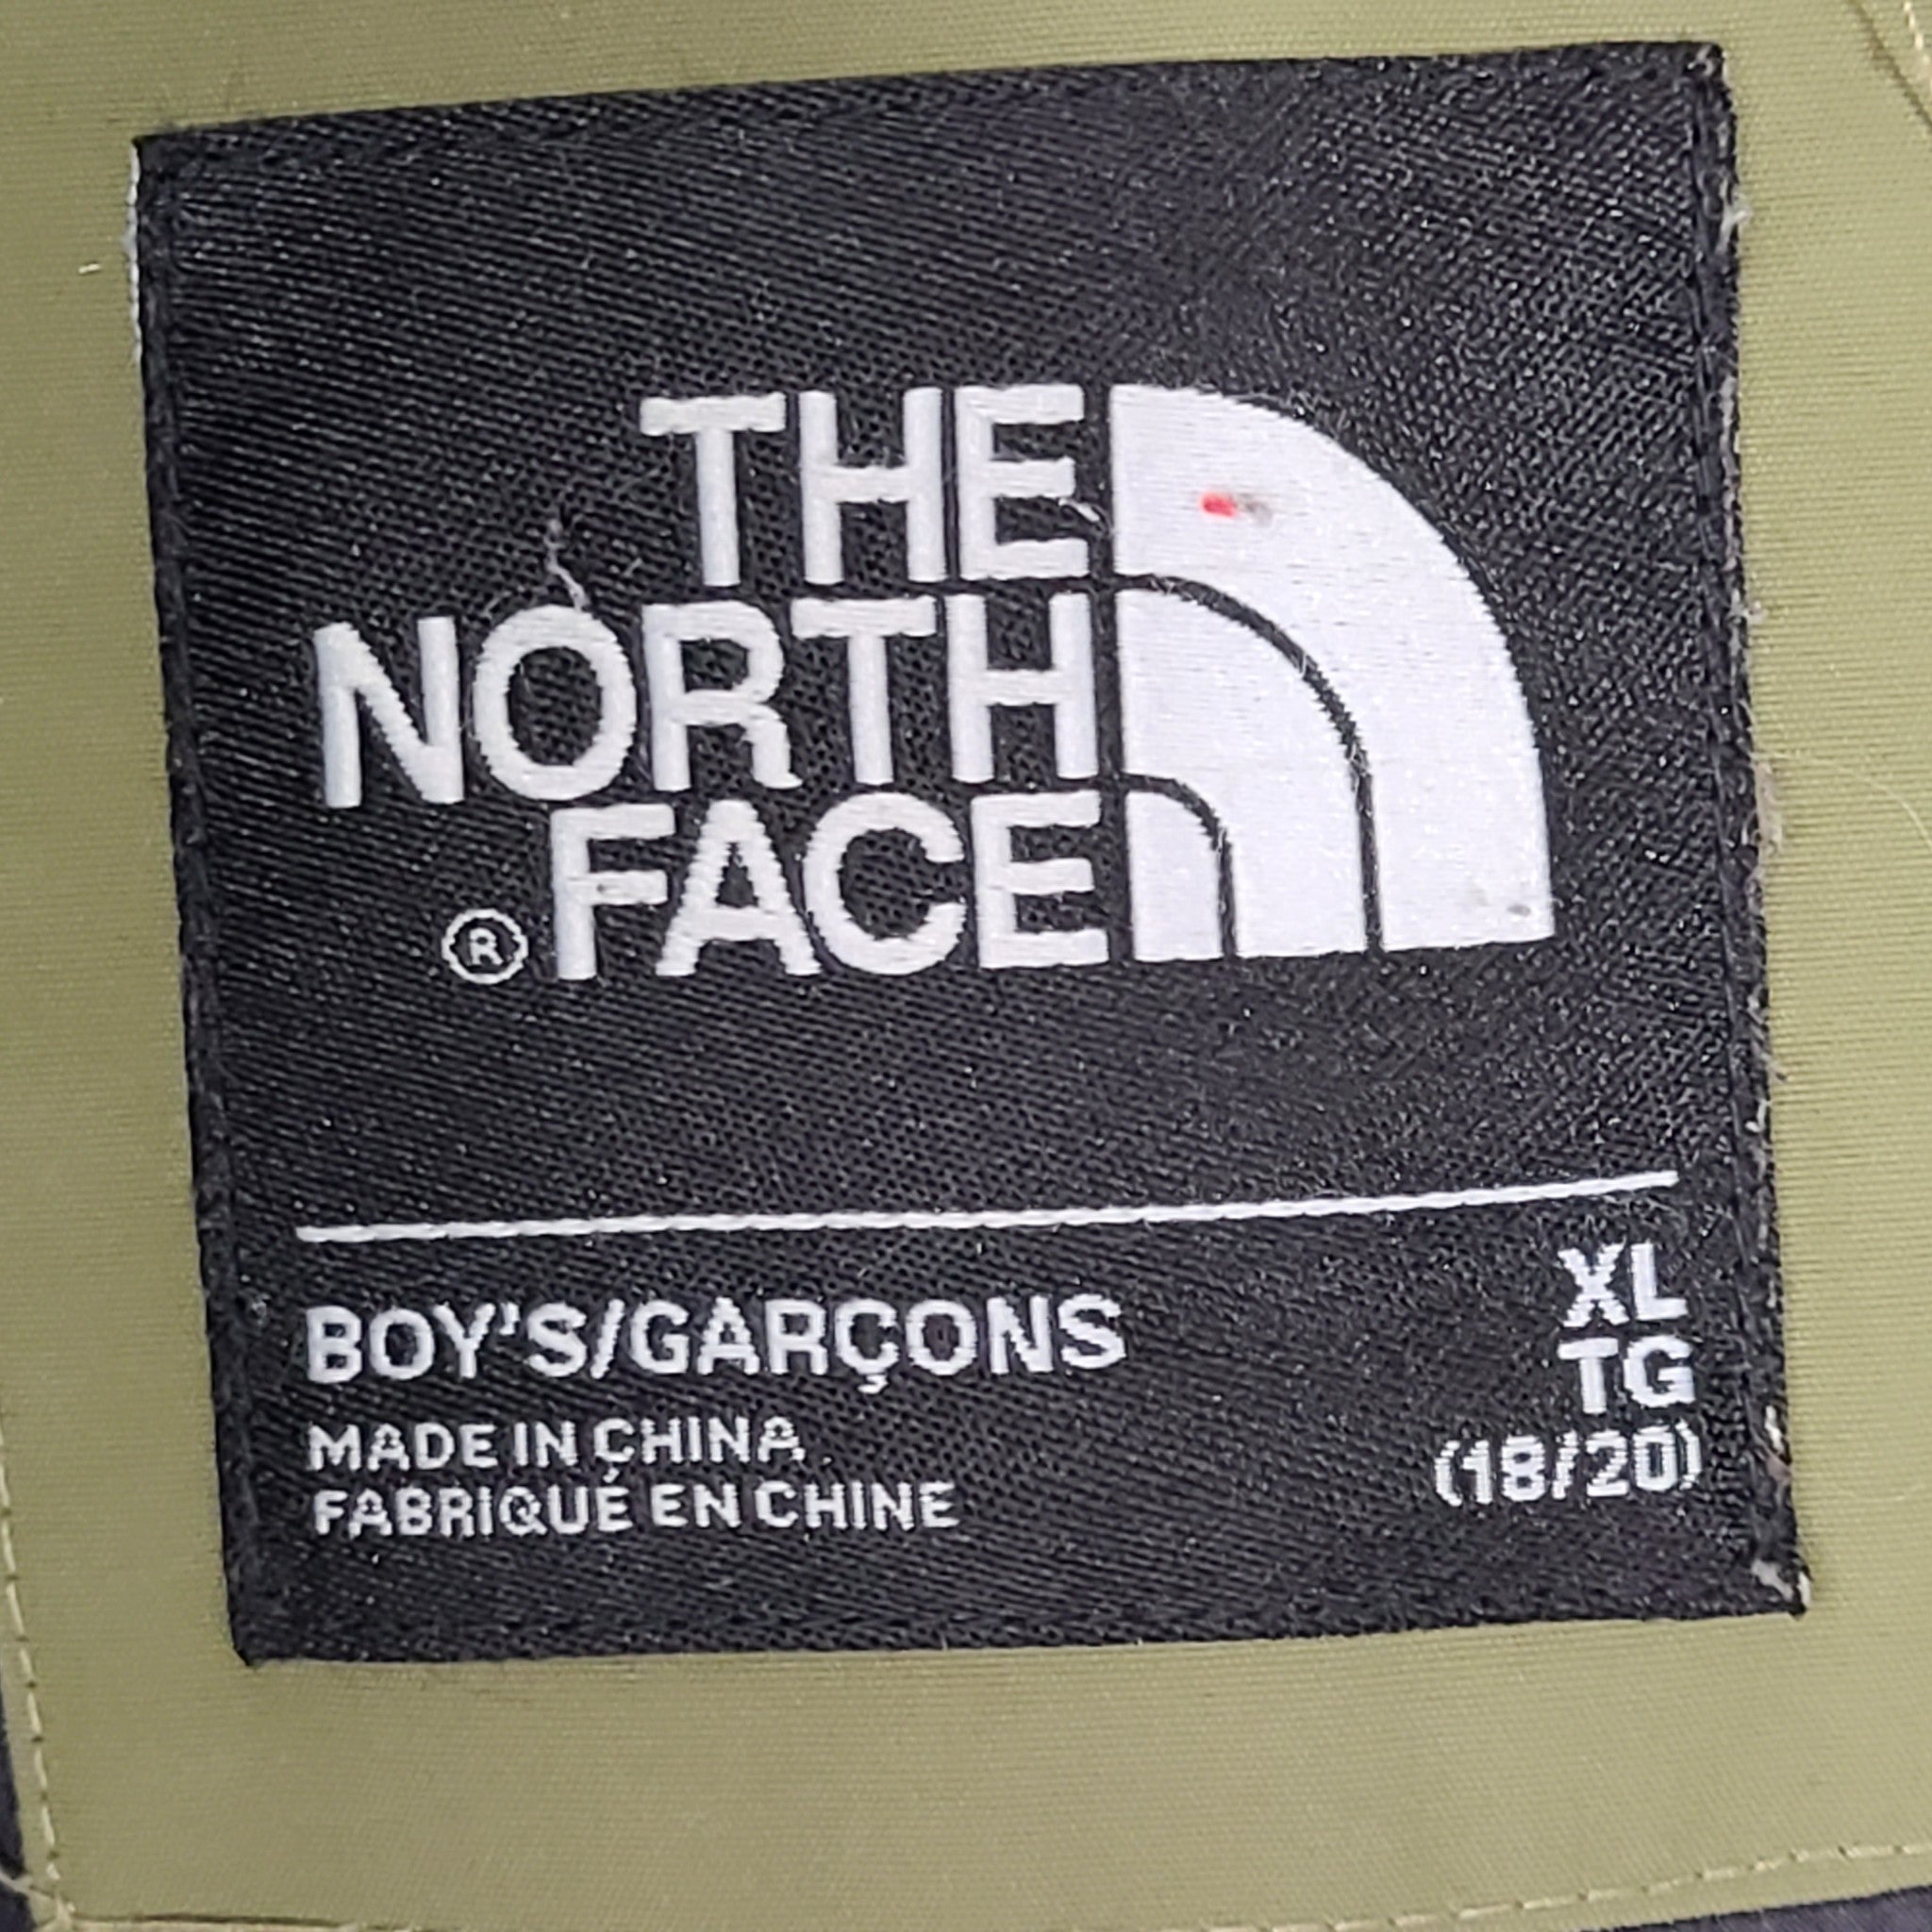 THE
NORTH
® FACE
BOY'S/GARÇONS
MADE IN CHINA
FABRIQUÉ EN CHINE
XL
TG
(18/20)